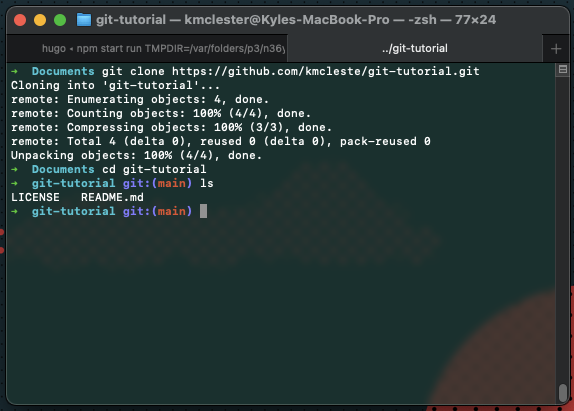 git-tutorial — kmclester@Kyles-MacBook-Pro — -zsh — 77×24
hugo ◂ npm start run TMPDIR=/var/folders/p3/n36y
../git-tutorial
+
➜ Documents git clone https://github.com/kmcleste/git-tutorial.git
Cloning into 'git-tutorial'...
remote: Enumerating objects: 4, done.
remote: Counting objects: 100% (4/4), done.
remote: Compressing objects: 100% (3/3), done.
remote: Total 4 (delta 0), reused 0 (delta 0), pack-reused 0
Unpacking objects: 100% (4/4), done.
➜ Documents cd git-tutorial
➜ git-tutorial git:(main) ls
LICENSE README.md
➜ git-tutorial git:(main)